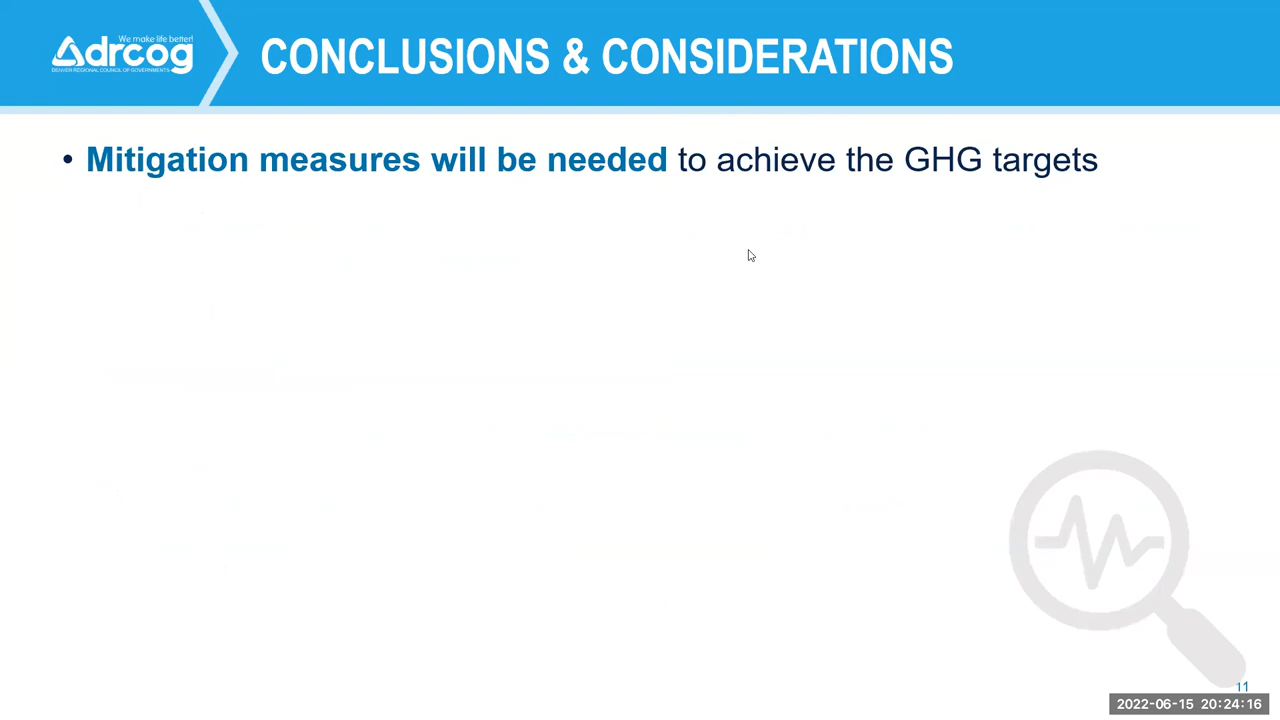 We make life better!
drcog
DENVER REGIONAL COUNCIL OF GOVERNMENTS
CONCLUSIONS & CONSIDERATIONS
• Mitigation measures will be needed to achieve the GHG targets
11
2022-06-15 20:24:16